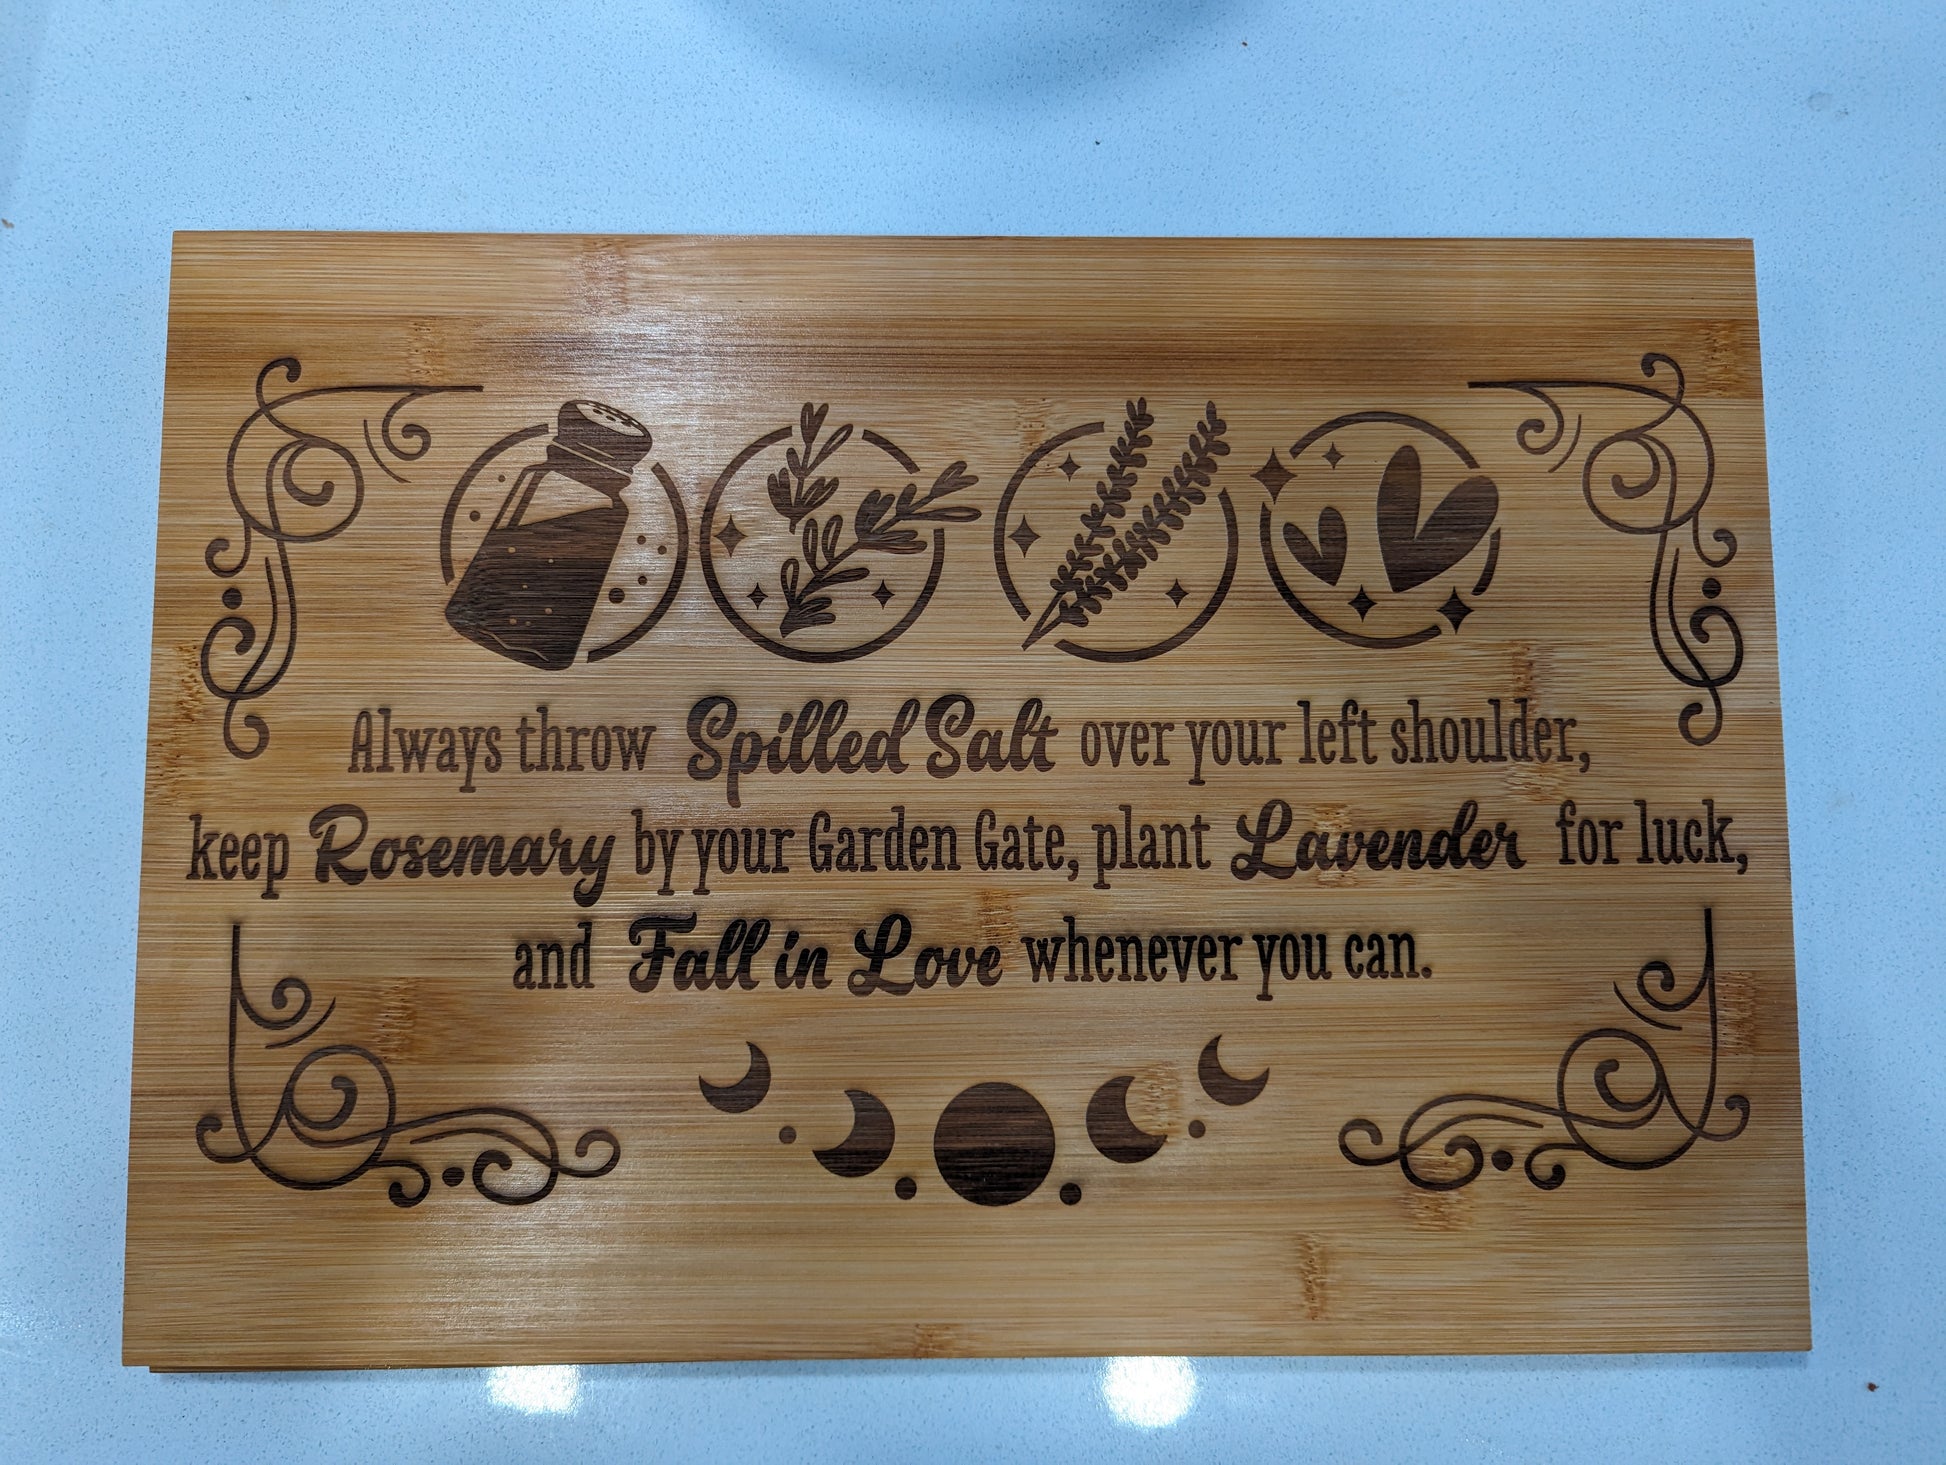 Always throw Spilled Salt over your left shoulder,
keep Rosemary by your Garden Gate, plant Lavender for luck,
and Fall in Love whenever you can.